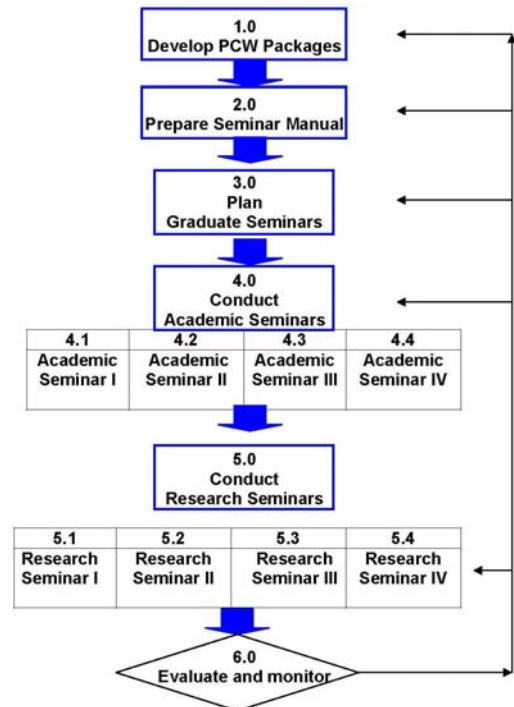 1.0
Develop PCW Packages
2.0
Prepare Seminar Manual
3.0
Plan
Graduate Seminars
4.0
Conduct
Academic Seminars
4.1 4.2 4.3 4.4
Academic Academic Academic Academic
Seminar I Seminar II Seminar III Seminar IV
5.0
Conduct
Research Seminars
5.1 5.2 5.3 5.4
Research Research Research Research
Seminar I Seminar II Seminar III Seminar IV
6.0
Evaluate and monitor